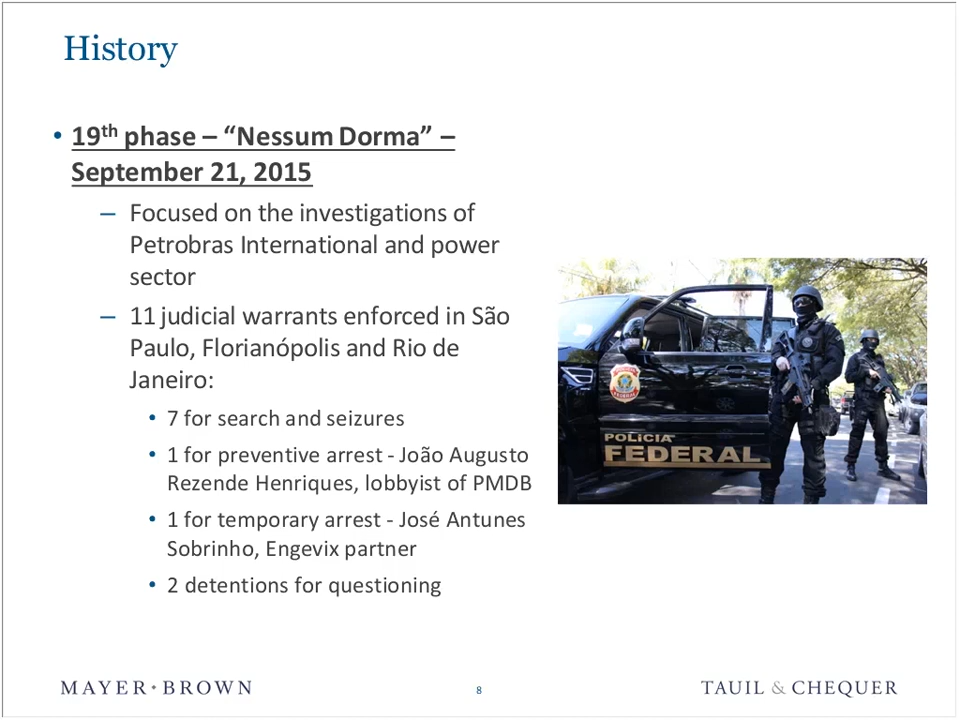 History
• 19th phase – “Nessum Dorma” –
September 21, 2015
– Focused on the investigations of
Petrobras International and power
sector
– 11 judicial warrants enforced in São
Paulo, Florianópolis and Rio de
Janeiro:
• 7 for search and seizures
• 1 for preventive arrest - João Augusto
Rezende Henriques, lobbyist of PMDB
• 1 for temporary arrest - José Antunes
Sobrinho, Engevix partner
• 2 detentions for questioning
POLÍCIA
FEDERAL
MAYER • BROWN
8
TAUIL & CHEQUER